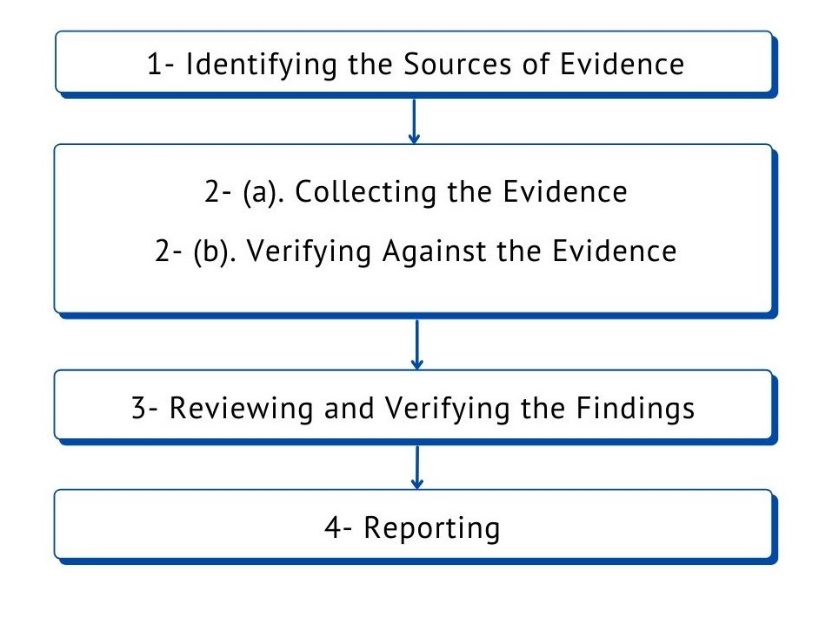 1- Identifying the Sources of Evidence
2- (a). Collecting the Evidence
2- (b). Verifying Against the Evidence
3- Reviewing and Verifying the Findings
4- Reporting